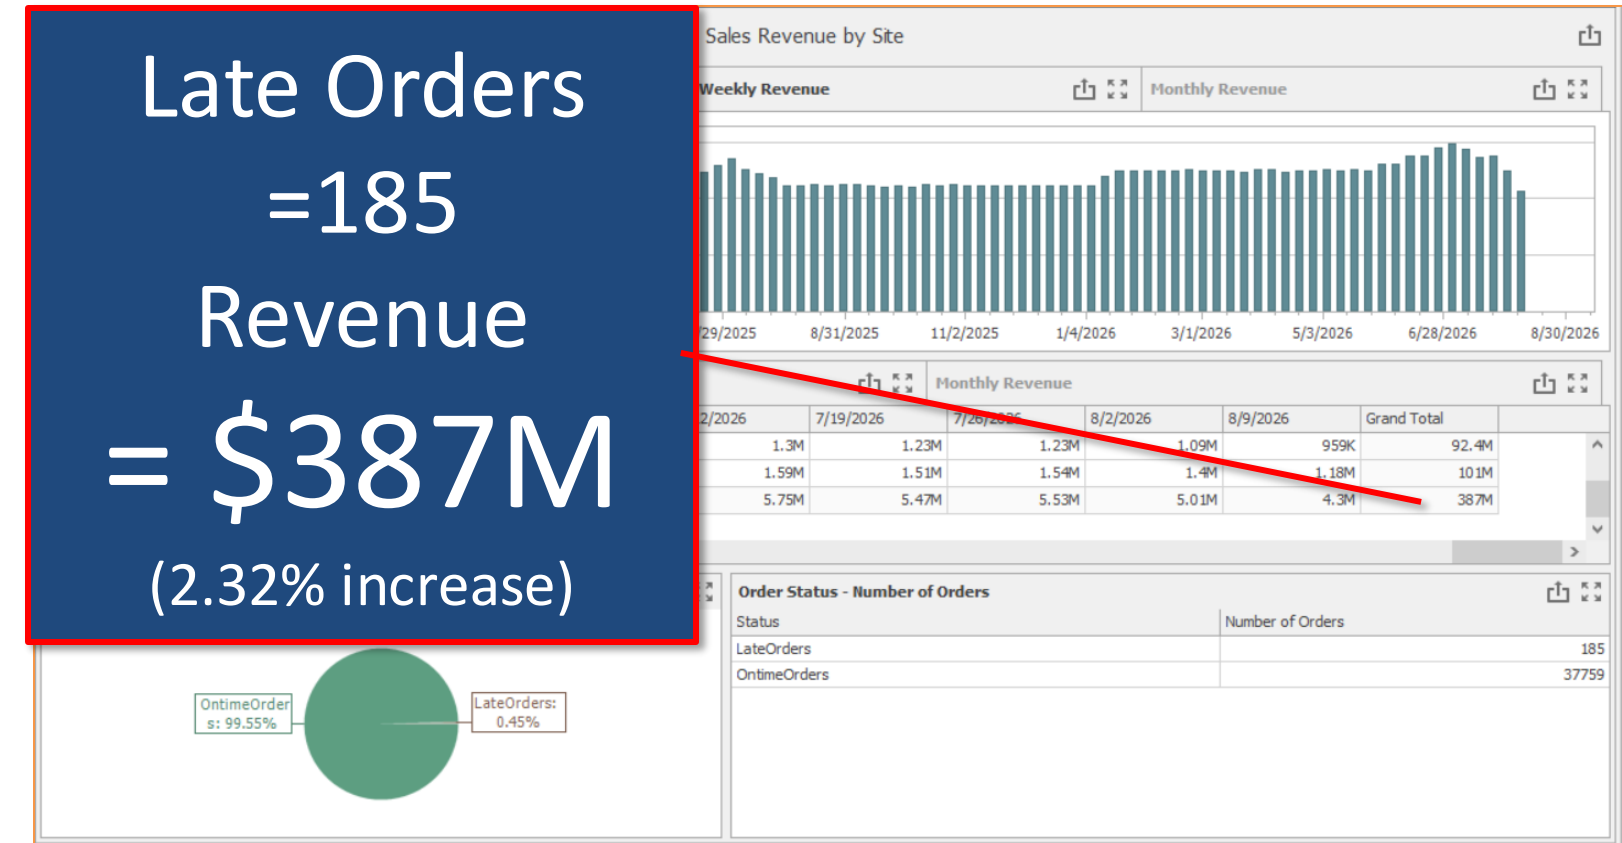 Late Orders
=185
Revenue
= $387M
(2.32% increase)
Sales Revenue by Site
Weekly Revenue
Monthly Revenue
/29/2025 8/31/2025 11/2/2025 1/4/2026 3/1/2026 5/3/2026 6/28/2026 8/30/2026
Monthly Revenue
2/2026 7/19/2026 7/26/2026 8/2/2026 8/9/2026 Grand Total
1.3M 1.23M 1.23M 1.09M 959K 92.4M
1.59M 1.51M 1.54M 1.4M 1.18M 101M
5.75M 5.47M 5.53M 5.01M 4.3M 387M
Order Status - Number of Orders
Status Number of Orders
LateOrders 185
OntimeOrders 37759
OntimeOrder
s: 99.55%
LateOrders:
0.45%